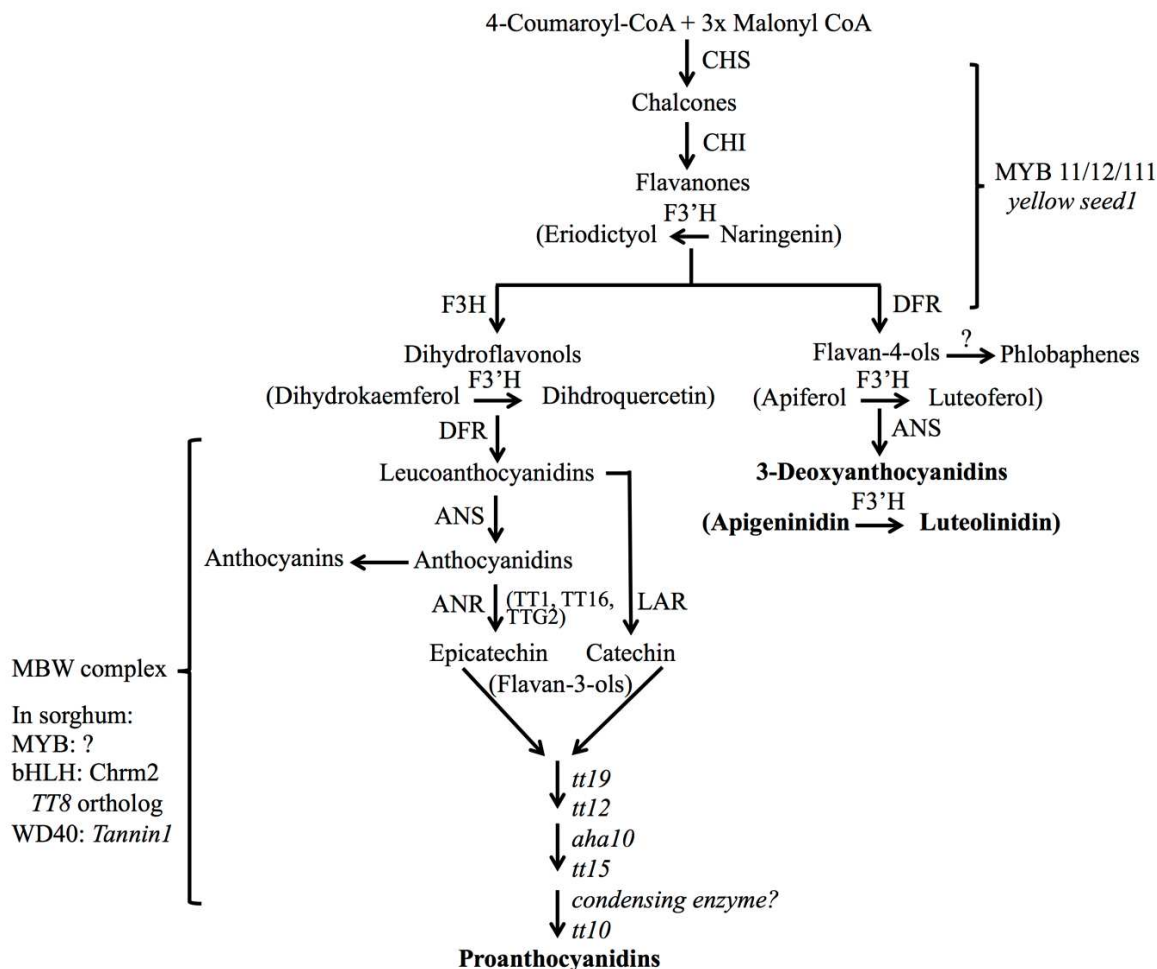 4-Coumaroyl-CoA + 3x Malonyl CoA
CHS
Chalcones
CHI
Flavanones
F3’H
(Eriodictyol Naringenin)
MYB 11/12/111
yellow seed1
F3H
DFR
Dihydroflavonols
F3’H
(Dihydrokaemferol Dihdroquercetin)
Flavan-4-ols ? Phlobaphenes
F3’H
(Apiferol Luteoferol)
ANS
3-Deoxyanthocyanidins
F3’H
(Apigeninidin Luteolinidin)
DFR
Leucoanthocyanidins
ANS
Anthocyanins Anthocyanidins
ANR
(TT1, TT16,
TTG2)
LAR
Epicatechin Catechin
(Flavan-3-ols)
MBW complex
In sorghum:
MYB: ?
bHLH: Chrm2
TT8 ortholog
WD40: Tannin1
tt19
tt12
aha10
tt15
condensing enzyme?
tt10
Proanthocyanidins